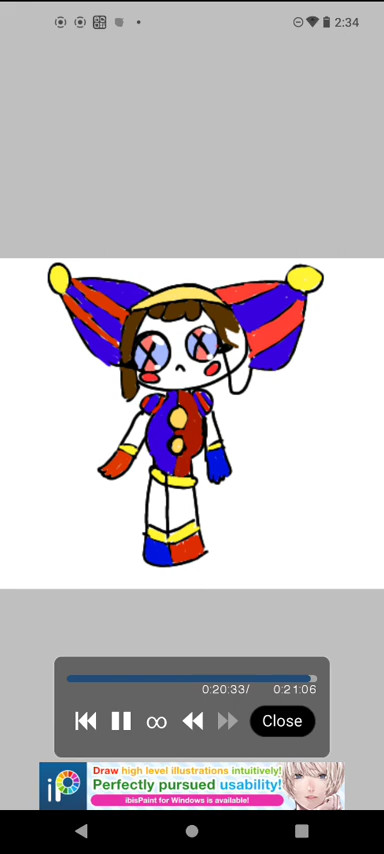 2:34
0:20:33/ 0:21:06
Close
iP
Draw high level illustrations intuitively!
Perfectly pursued usability!
ibisPaint for Windows is available!